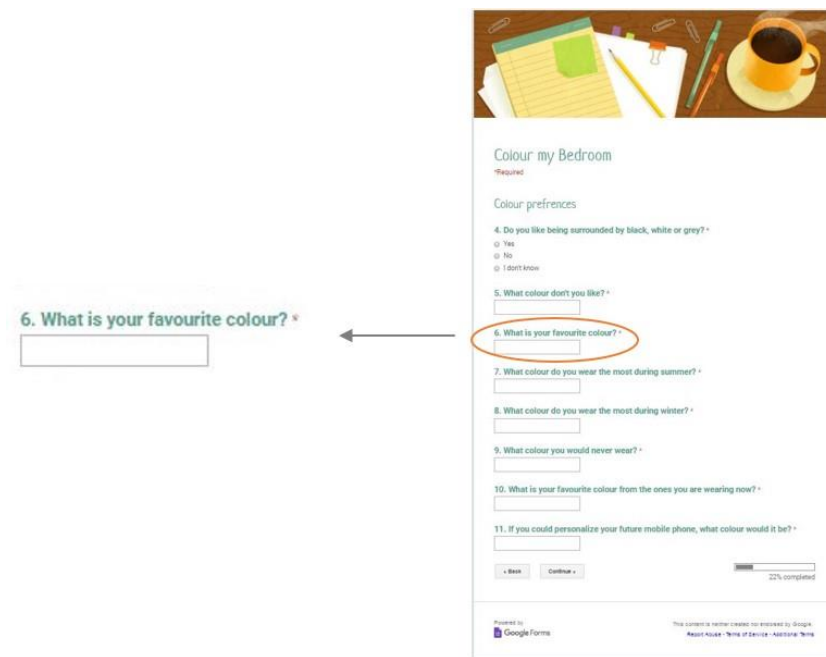 6. What is your favourite colour? *
Colour my Bedroom
*Required
Colour prefrences
4. Do you like being surrounded by black, white or grey? *
Yes
No
I don't know
5. What colour don't you like? *
6. What is your favourite colour? *
7. What colour do you wear the most during summer? *
8. What colour do you wear the most during winter? *
9. What colour you would never wear? *
10. What is your favourite colour from the ones you are wearing now? *
11. If you could personalize your future mobile phone, what colour would it be? *
« Back Continue »
22% completed
Powered by
Google Forms
This content is neither created nor endorsed by Google.
Report Abuse - Terms of Service - Additional Terms